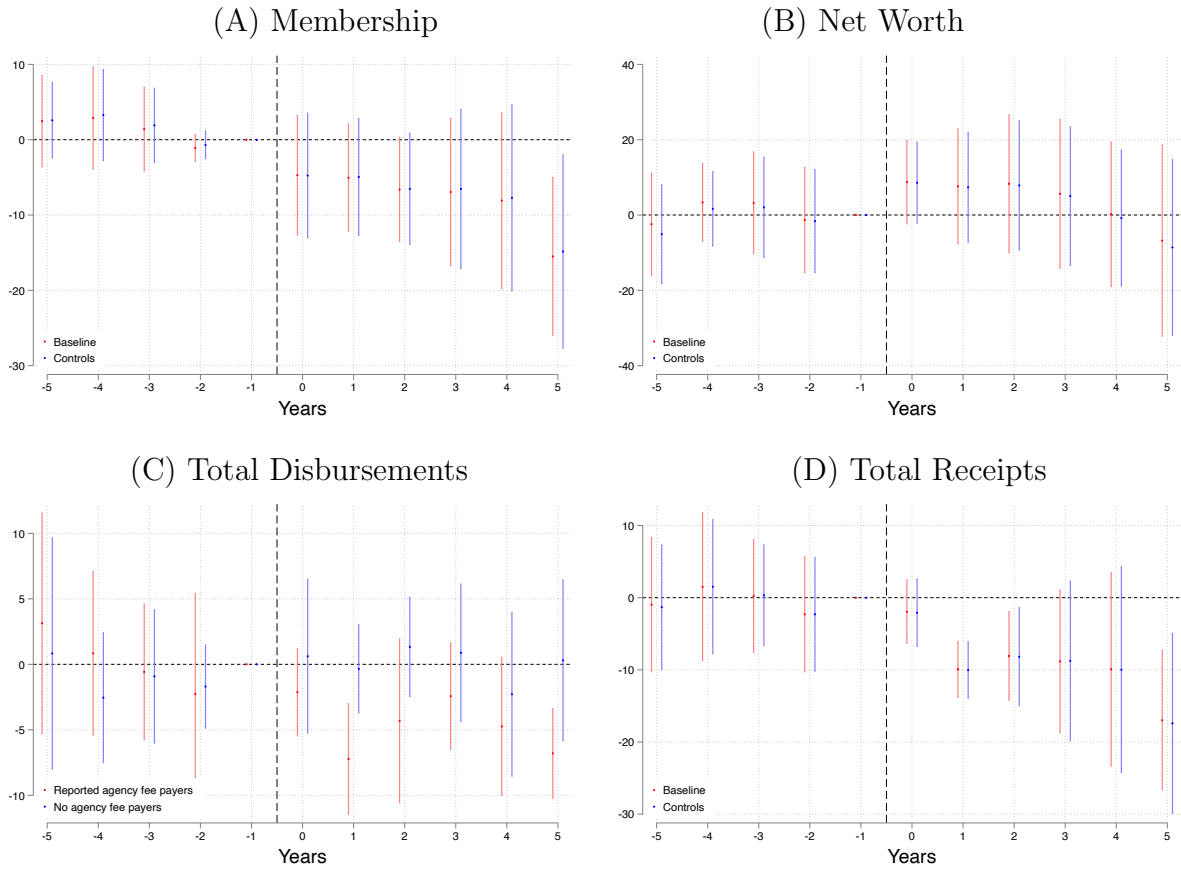 (A) Membership
10
0
-10
-20
-30
Baseline
Controls
-5 -4 -3 -2 -1 0 1 2 3 4 5
Years
(B) Net Worth
40
20
0
-20
-40
Baseline
Controls
-5 -4 -3 -2 -1 0 1 2 3 4 5
Years
(C) Total Disbursements
10
5
0
-5
-10
Reported agency fee payers
No agency fee payers
-5 -4 -3 -2 -1 0 1 2 3 4 5
Years
(D) Total Receipts
10
0
-10
-20
-30
Baseline
Controls
-5 -4 -3 -2 -1 0 1 2 3 4 5
Years